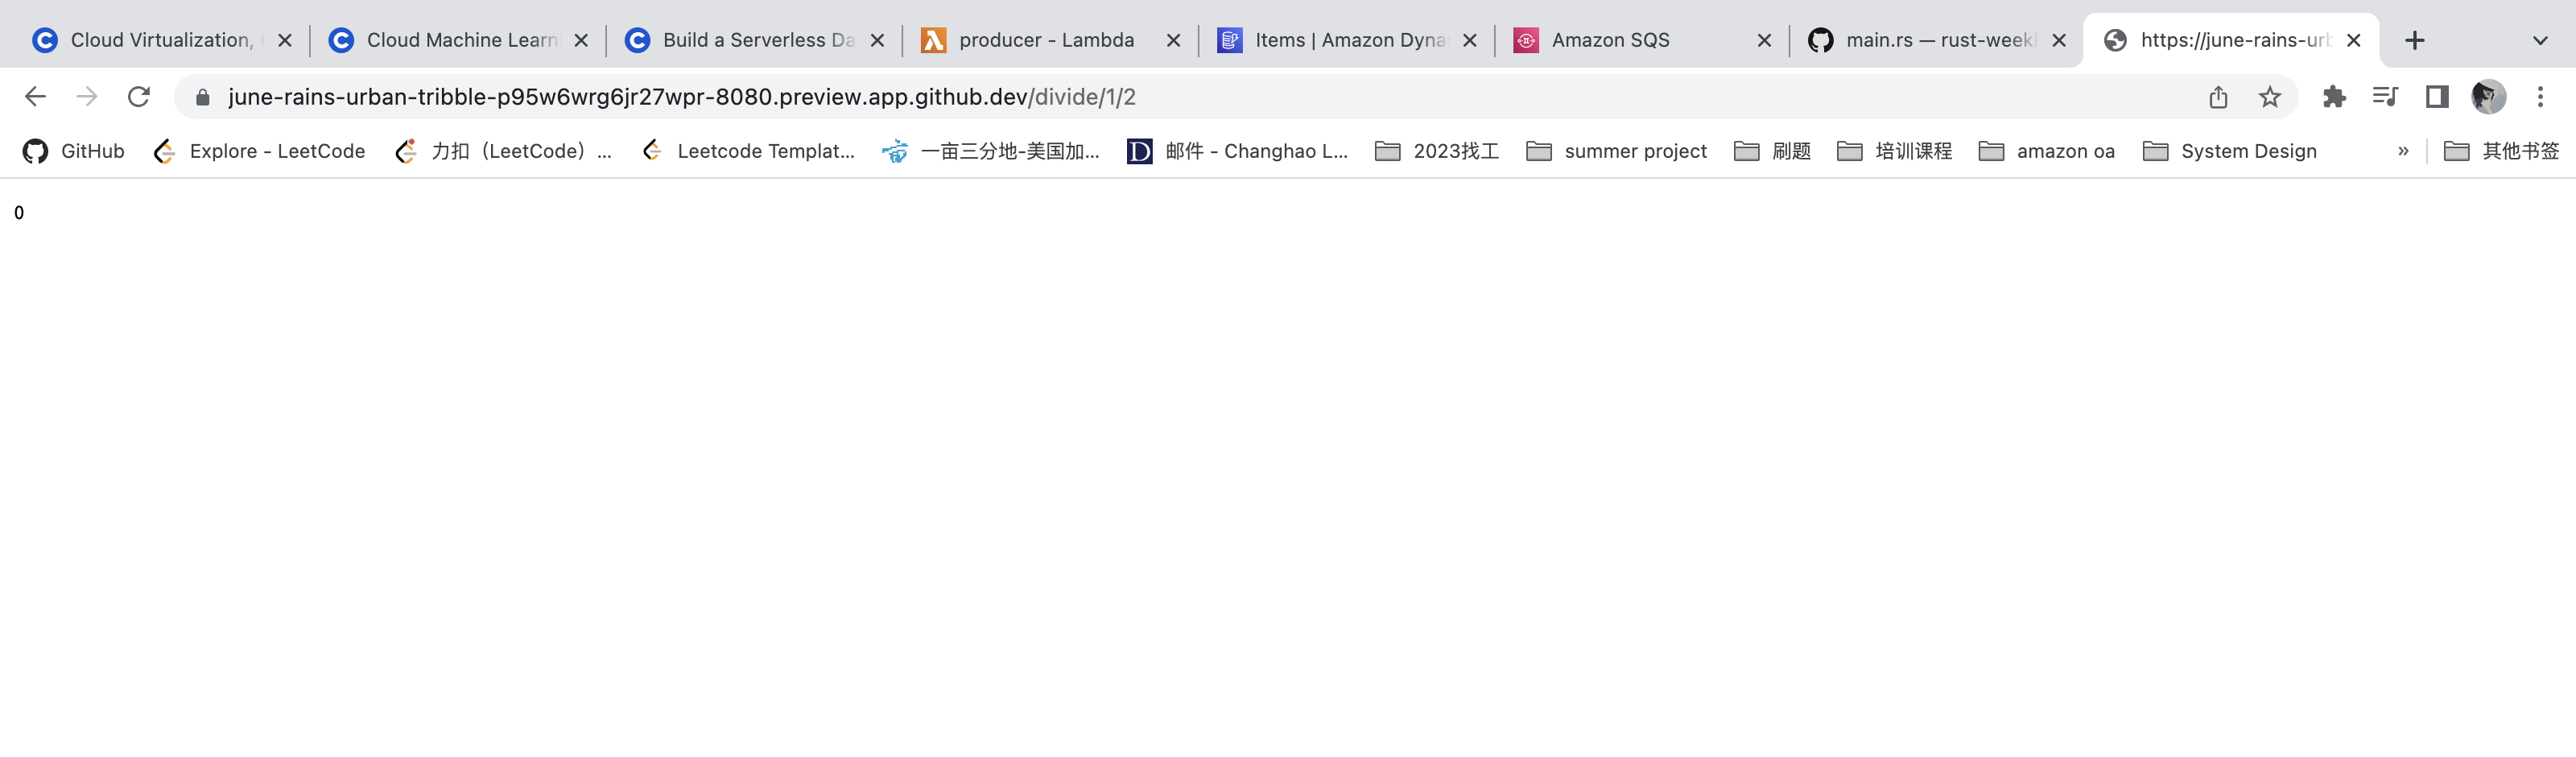 Cloud Virtualization, Cloud Machine Learn Build a Serverless Da producer - Lambda Items | Amazon Dyna Amazon SQS main.rs — rust-weekl https://june-rains-urb
june-rains-urban-tribble-p95w6wrg6jr27wpr-8080.preview.app.github.dev/divide/1/2
GitHub Explore - LeetCode 力扣（LeetCode）... Leetcode Templat... 一亩三分地-美国加... 邮件 - Changhao L... 2023找工 summer project 刷题 培训课程 amazon oa System Design » 其他书签
0